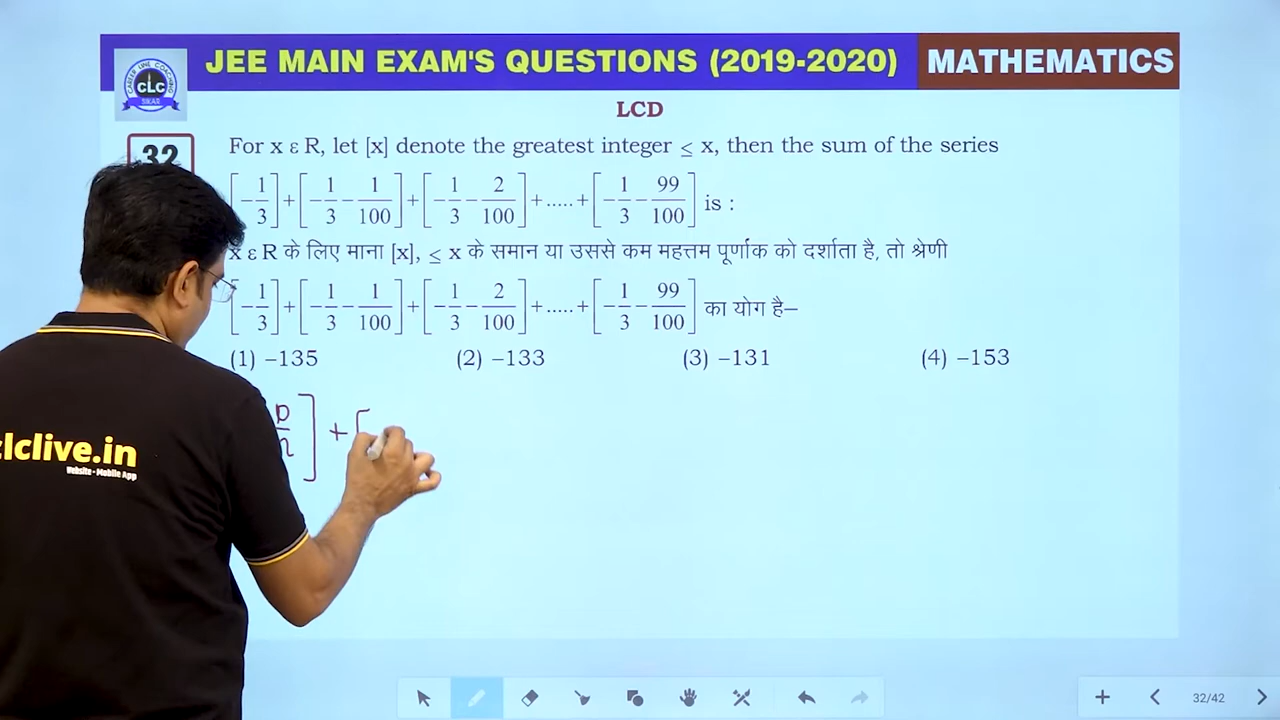 JEE MAIN EXAM'S QUESTIONS (2019-2020) MATHEMATICS
CLC
SIKAR
LCD
32
For x ε R, let [x] denote the greatest integer ≤ x, then the sum of the series
[-1/3]+[-1/3-1/100]+[-1/3-2/100]+.....+[-1/3-99/100] is :
x ε R के लिए माना [x], ≤ x के समान या उससे कम महत्तम पूर्णांक को दर्शाता है, तो श्रेणी
[-1/3]+[-1/3-1/100]+[-1/3-2/100]+.....+[-1/3-99/100] का योग है–
(1) –135 (2) –133 (3) –131 (4) –153
p/n] + [
clclive.in
Website - Mobile App
32/42